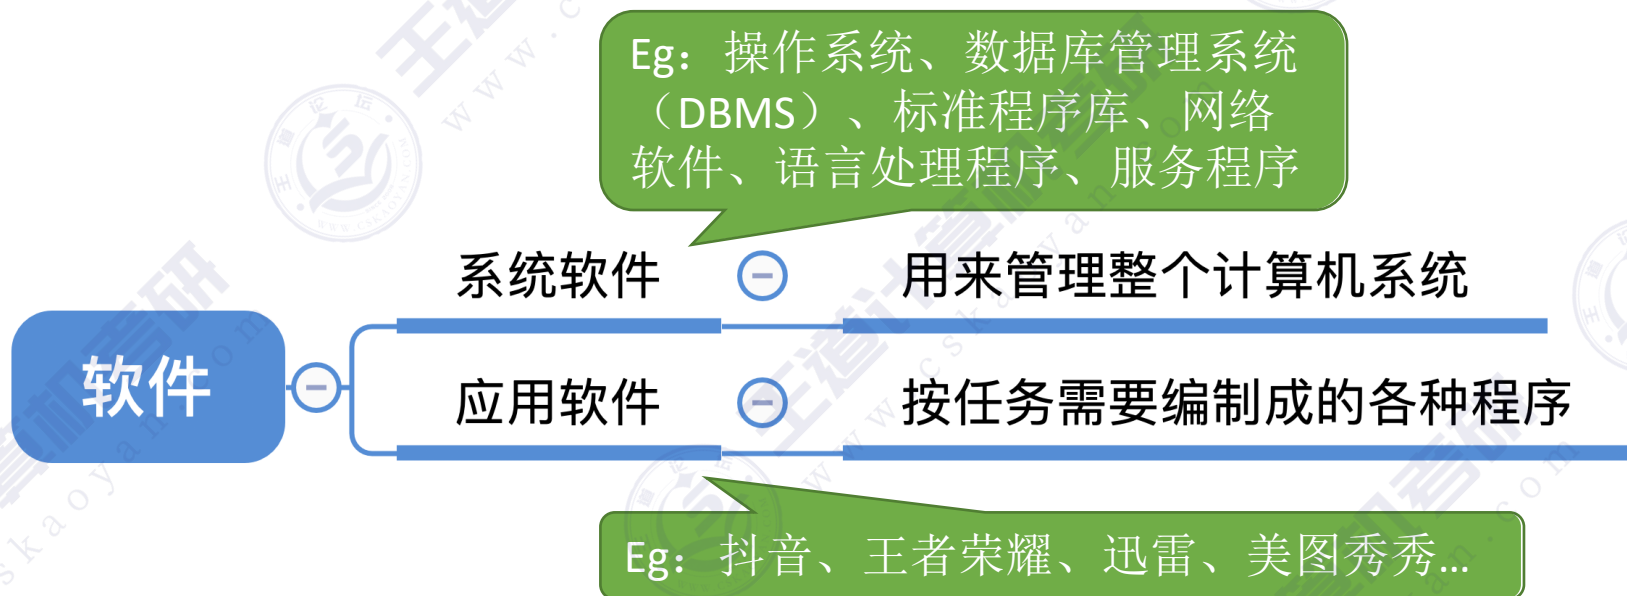 Eg：操作系统、数据库管理系统
（DBMS）、标准程序库、网络
软件、语言处理程序、服务程序
系统软件
用来管理整个计算机系统
软件
应用软件
按任务需要编制成的各种程序
Eg：抖音、王者荣耀、迅雷、美图秀秀...